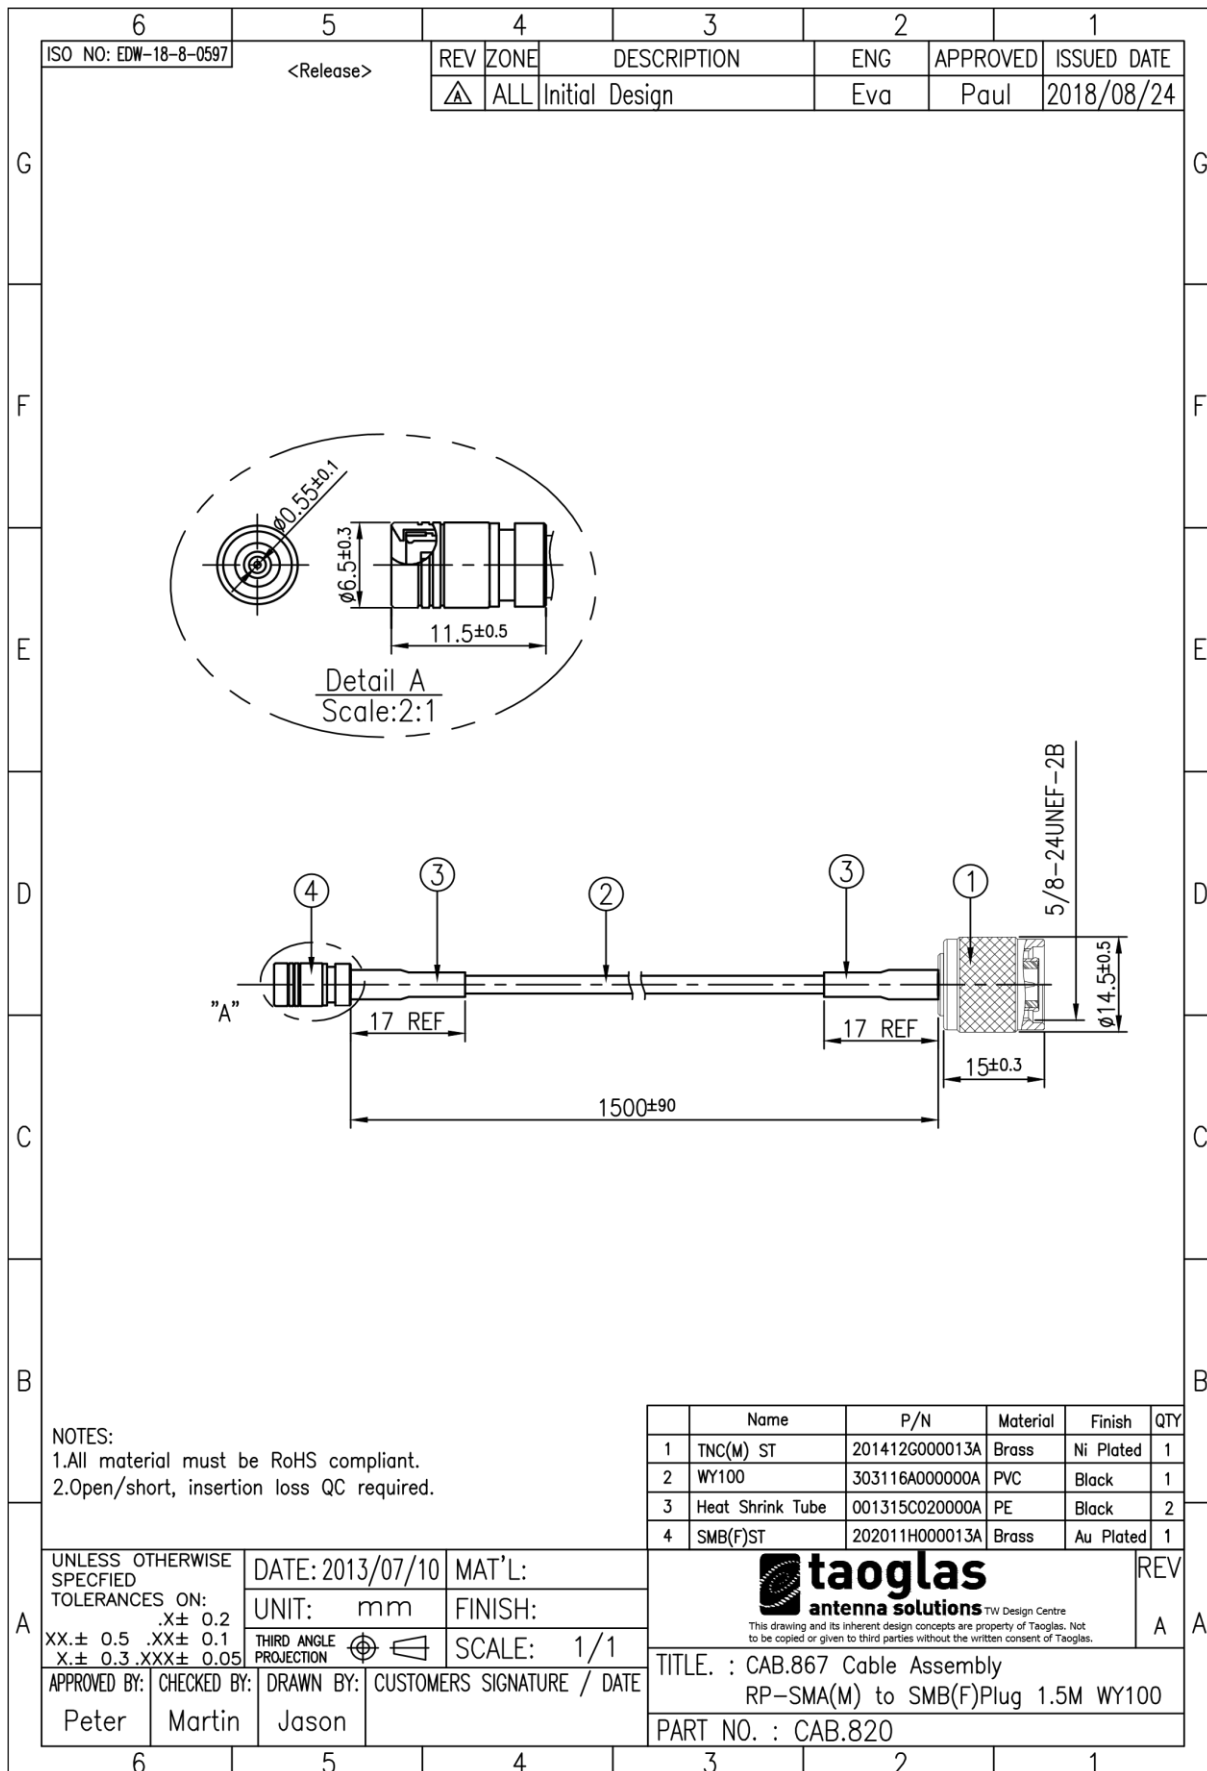 6 5 4 3 2 1
ISO NO: EDW-18-8-0597
<Release>
REV ZONE DESCRIPTION ENG APPROVED ISSUED DATE
A ALL Initial Design Eva Paul 2018/08/24
G G
F F
ø0.55±0.1
ø6.5±0.3
11.5±0.5
E E
Detail A
Scale:2:1
5/8-24UNEF-2B
D D
4 3 2 3 1
"A"
17 REF
17 REF
ø14.5±0.5
15±0.3
1500±90
C C
B B
NOTES:
1.All material must be RoHS compliant.
2.Open/short, insertion loss QC required.
Name P/N Material Finish QTY
1 TNC(M) ST 201412G000013A Brass Ni Plated 1
2 WY100 303116A000000A PVC Black 1
3 Heat Shrink Tube 001315C020000A PE Black 2
4 SMB(F)ST 202011H000013A Brass Au Plated 1
UNLESS OTHERWISE
SPECFIED
TOLERANCES ON:
.X± 0.2
XX.± 0.5 .XX± 0.1
X.± 0.3 .XXX± 0.05
DATE: 2013/07/10 MAT'L:
UNIT: mm FINISH:
THIRD ANGLE
PROJECTION
SCALE: 1/1
taoglas
antenna solutions TW Design Centre
This drawing and its inherent design concepts are property of Taoglas. Not
to be copied or given to third parties without the written consent of Taoglas.
REV
A
A A
APPROVED BY: CHECKED BY: DRAWN BY: CUSTOMERS SIGNATURE / DATE
Peter Martin Jason
TITLE. : CAB.867 Cable Assembly
RP-SMA(M) to SMB(F)Plug 1.5M WY100
PART NO. : CAB.820
6 5 4 3 2 1